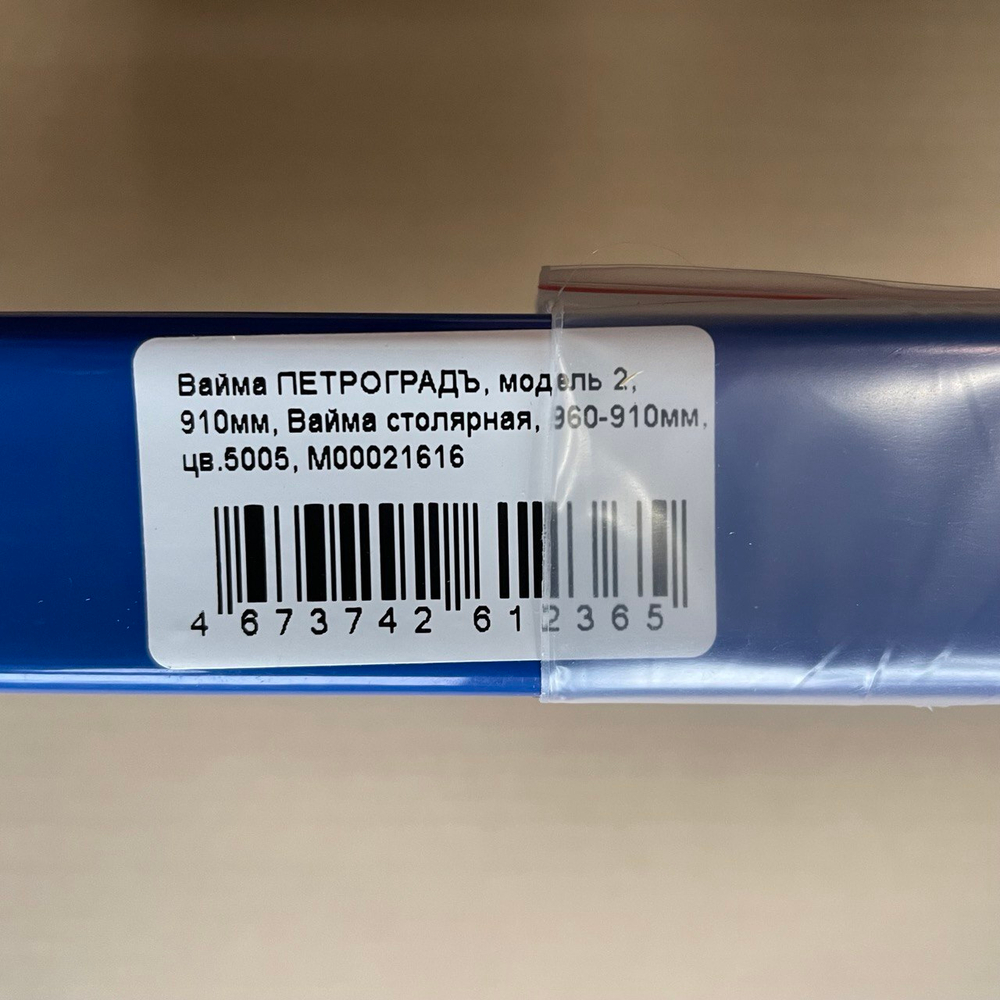 Вайма ПЕТРОГРАДЪ, модель 2,
910мм, Вайма столярная, 960-910мм,
цв.5005, М00021616
4 673742 612365